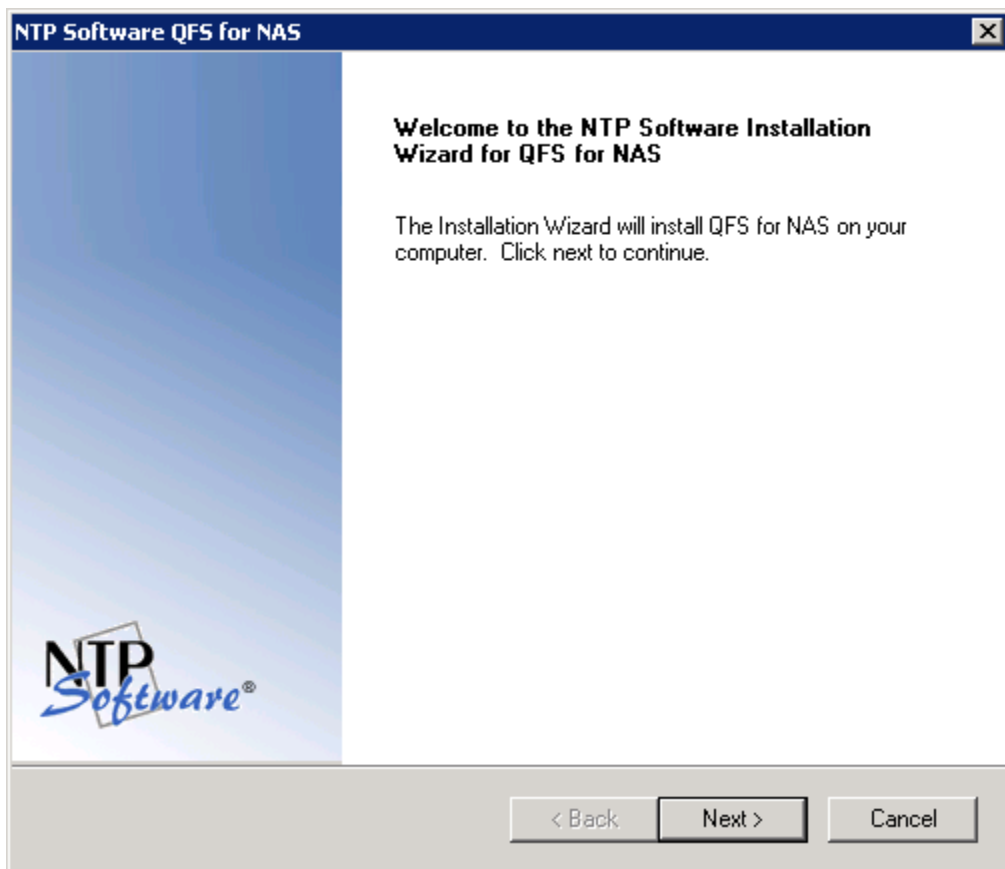 NTP Software QFS for NAS
Welcome to the NTP Software Installation
Wizard for QFS for NAS
The Installation Wizard will install QFS for NAS on your
computer. Click next to continue.
NTP
Software®
< Back
Next >
Cancel